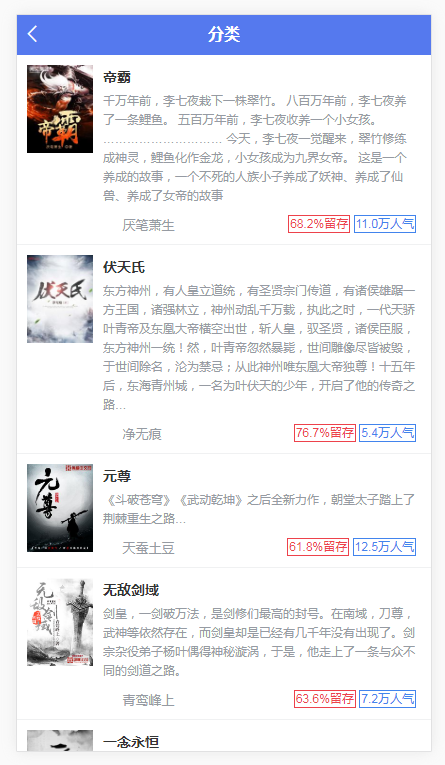 分类
帝霸
千万年前，李七夜栽下一株翠竹。 八百万年前，李七夜养
了一条鲤鱼。 五百万年前，李七夜收养一个小女孩。
………………………… 今天，李七夜一觉醒来，翠竹修炼
成神灵，鲤鱼化作金龙，小女孩成为九界女帝。 这是一个
养成的故事，一个不死的人族小子养成了妖神、养成了仙
兽、养成了女帝的故事
厌笔萧生
68.2%留存 11.0万人气
帝霸
伏天氏
东方神州，有人皇立道统，有圣贤宗门传道，有诸侯雄踞一
方王国，诸强林立，神州动乱千万载，执此之时，一代天骄
叶青帝及东凰大帝横空出世，斩人皇，驭圣贤，诸侯臣服，
东方神州一统！然，叶青帝忽然暴毙，世间雕像尽皆被毁，
于世间除名，沦为禁忌；从此神州唯东凰大帝独尊！十五年
后，东海青州城，一名为叶伏天的少年，开启了他的传奇之
路...
净无痕
76.7%留存 5.4万人气
伏天氏
元尊
《斗破苍穹》《武动乾坤》之后全新力作，朝堂太子踏上了
荆棘重生之路...
天蚕土豆
61.8%留存 12.5万人气
元尊
无敌剑域
剑皇，一剑破万法，是剑修们最高的封号。在南域，刀尊，
武神等依然存在，而剑皇却是已经有几千年没有出现了。剑
宗杂役弟子杨叶偶得神秘漩涡，于是，他走上了一条与众不
同的剑道之路。
青鸾峰上
63.6%留存 7.2万人气
无敌
剑域
一念永恒